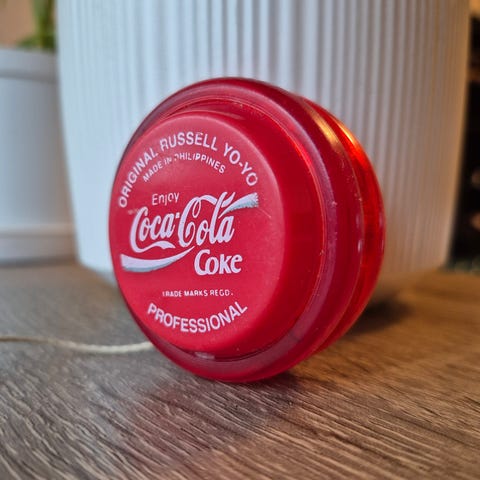 ORIGINAL RUSSELL YO-YO
MADE IN PHILIPPINES
Enjoy
Coca-Cola
Coke
TRADE MARKS REGD.
PROFESSIONAL